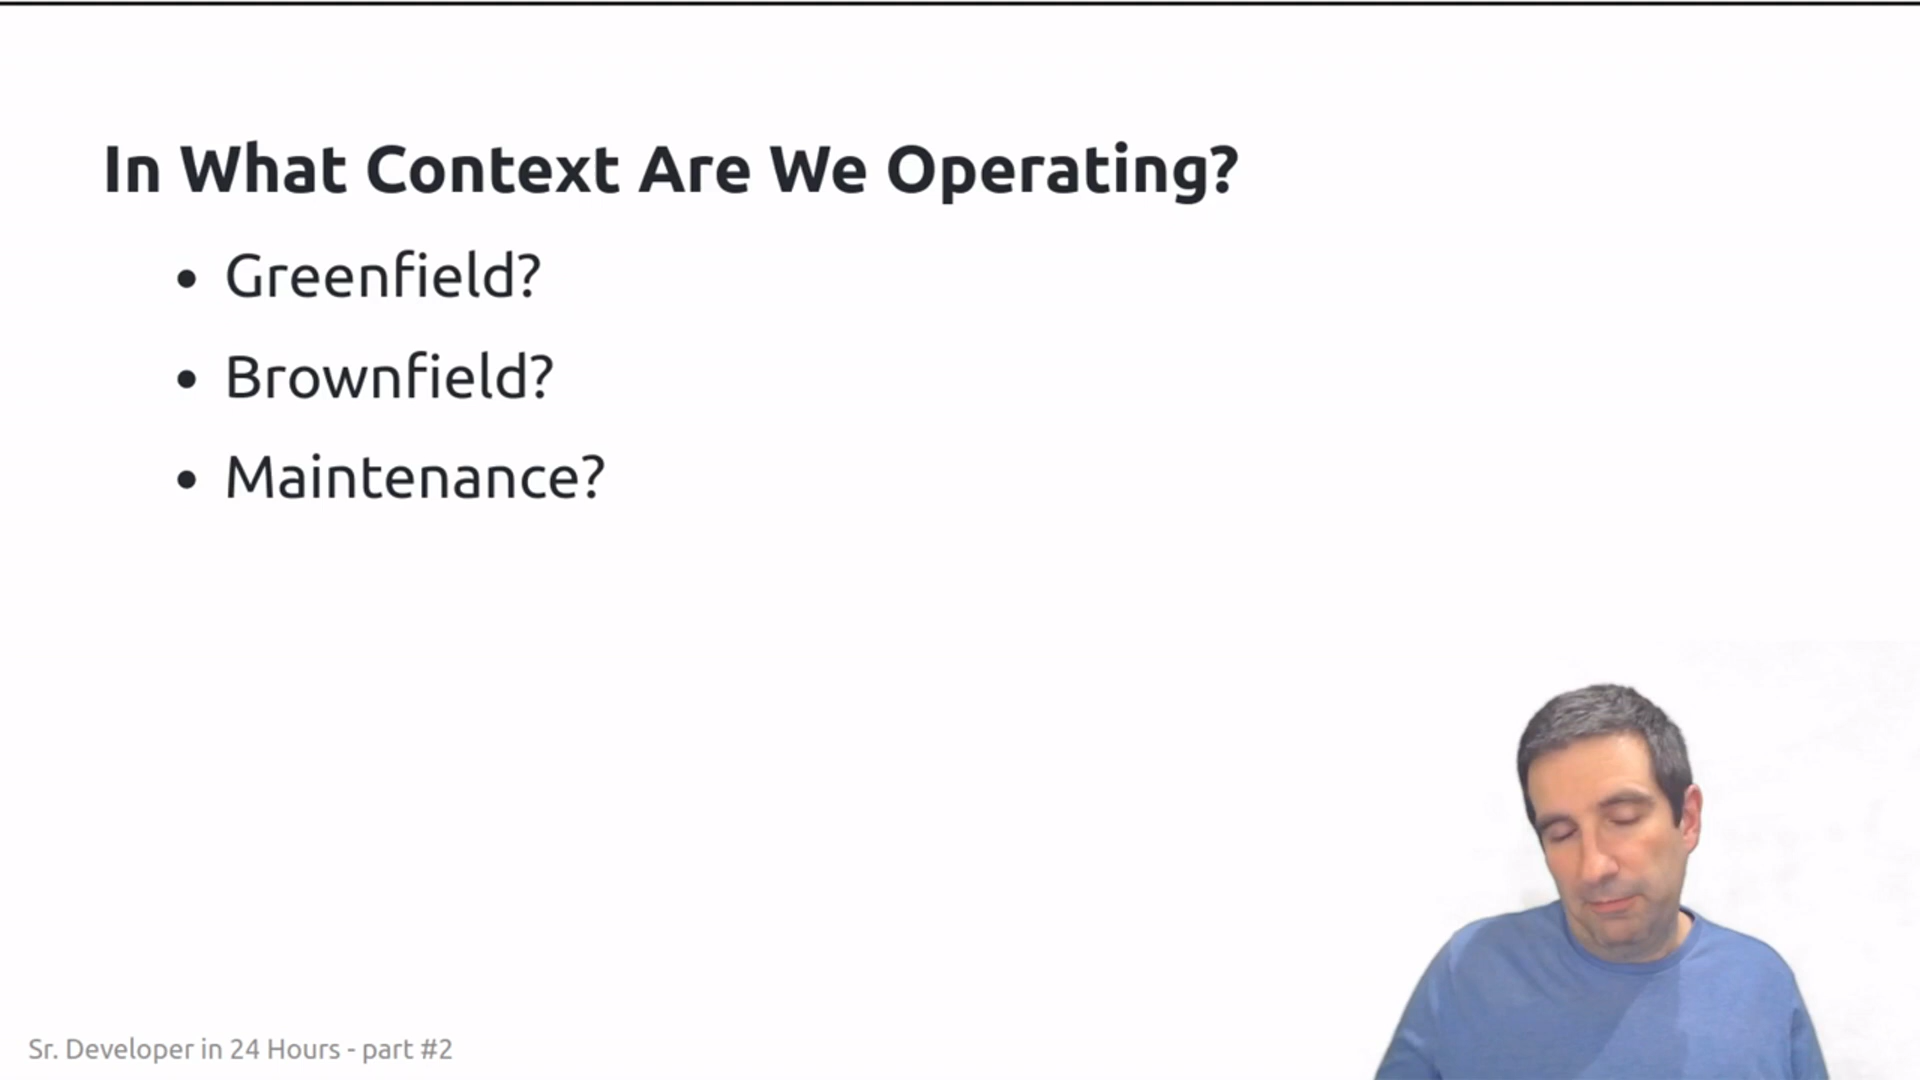 In What Context Are We Operating?
• Greenfield?
• Brownfield?
• Maintenance?
Sr. Developer in 24 Hours - part #2